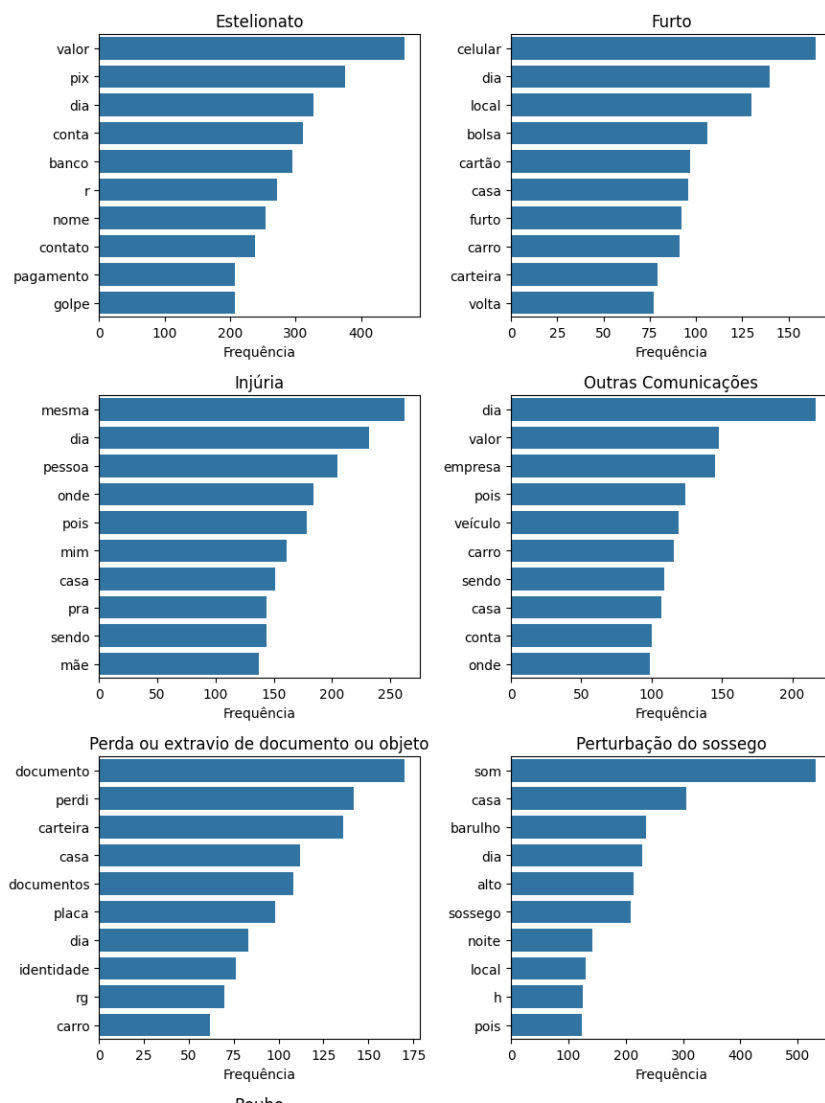 Estelionato
valor
pix
dia
conta
banco
r
nome
contato
pagamento
golpe
0 100 200 300 400
Frequência
Furto
celular
dia
local
bolsa
cartão
casa
furto
carro
carteira
volta
0 25 50 75 100 125 150
Frequência
Injúria
mesma
dia
pessoa
onde
pois
mim
casa
pra
sendo
mãe
0 50 100 150 200 250
Frequência
Outras Comunicações
dia
valor
empresa
pois
veículo
carro
sendo
casa
conta
onde
0 50 100 150 200
Frequência
Perda ou extravio de documento ou objeto
documento
perdi
carteira
casa
documentos
placa
dia
identidade
rg
carro
0 25 50 75 100 125 150 175
Frequência
Perturbação do sossego
som
casa
barulho
dia
alto
sossego
noite
local
h
pois
0 100 200 300 400 500
Frequência